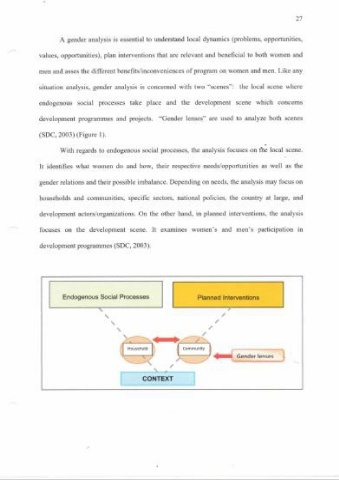 27
A gender analysis is essential to understand local dynamics (problems, opportunities,
values, opportunities), plan interventions that are relevant and beneficial to both women and
men and asses the different benefits/inconveniences of program on women and men. Like any
situation analysis, gender analysis is concerned with two "scenes": the local scene where
endogenous social processes take place and the development scene which concerns
development programmes and projects. "Gender lenses" are used to analyze both scenes
(SDC, 2003) (Figure 1).
With regards to endogenous social processes, the analysis focuses on the local scene.
It identifies what women do and how, their respective needs/opportunities as well as the
gender relations and their possible imbalance. Depending on needs, the analysis may focus on
households and communities, specific sectors, national policies, the country at large, and
development actors/organizations. On the other hand, in planned interventions, the analysis
focuses on the development scene. It examines women's and men's participation in
development programmes (SDC, 2003).
Endogenous Social Processes
Planned Interventions
Household
Community
Gender lenses
CONTEXT